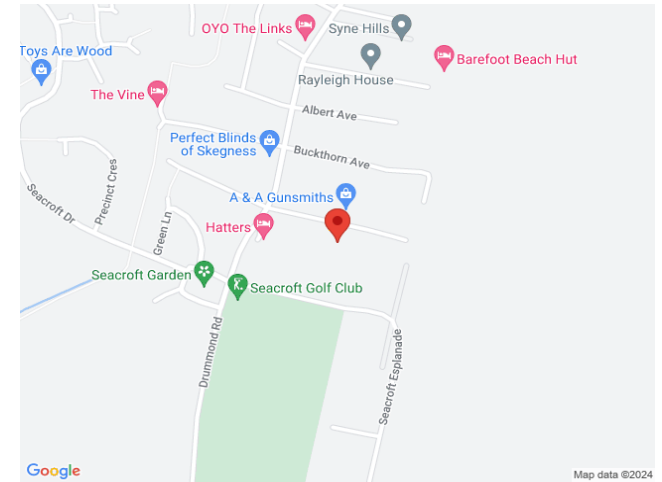 OYO The Links
Syne Hills
Toys Are Wood
Barefoot Beach Hut
Rayleigh House
The Vine
Albert Ave
Perfect Blinds
of Skegness
Buckthorn Ave
Precinct Cres
Seacroft Dr
A & A Gunsmiths
Green Ln
Hatters
Seacroft Garden
Seacroft Golf Club
Drummond Rd
Seacroft Esplanade
Google
Map data ©2024